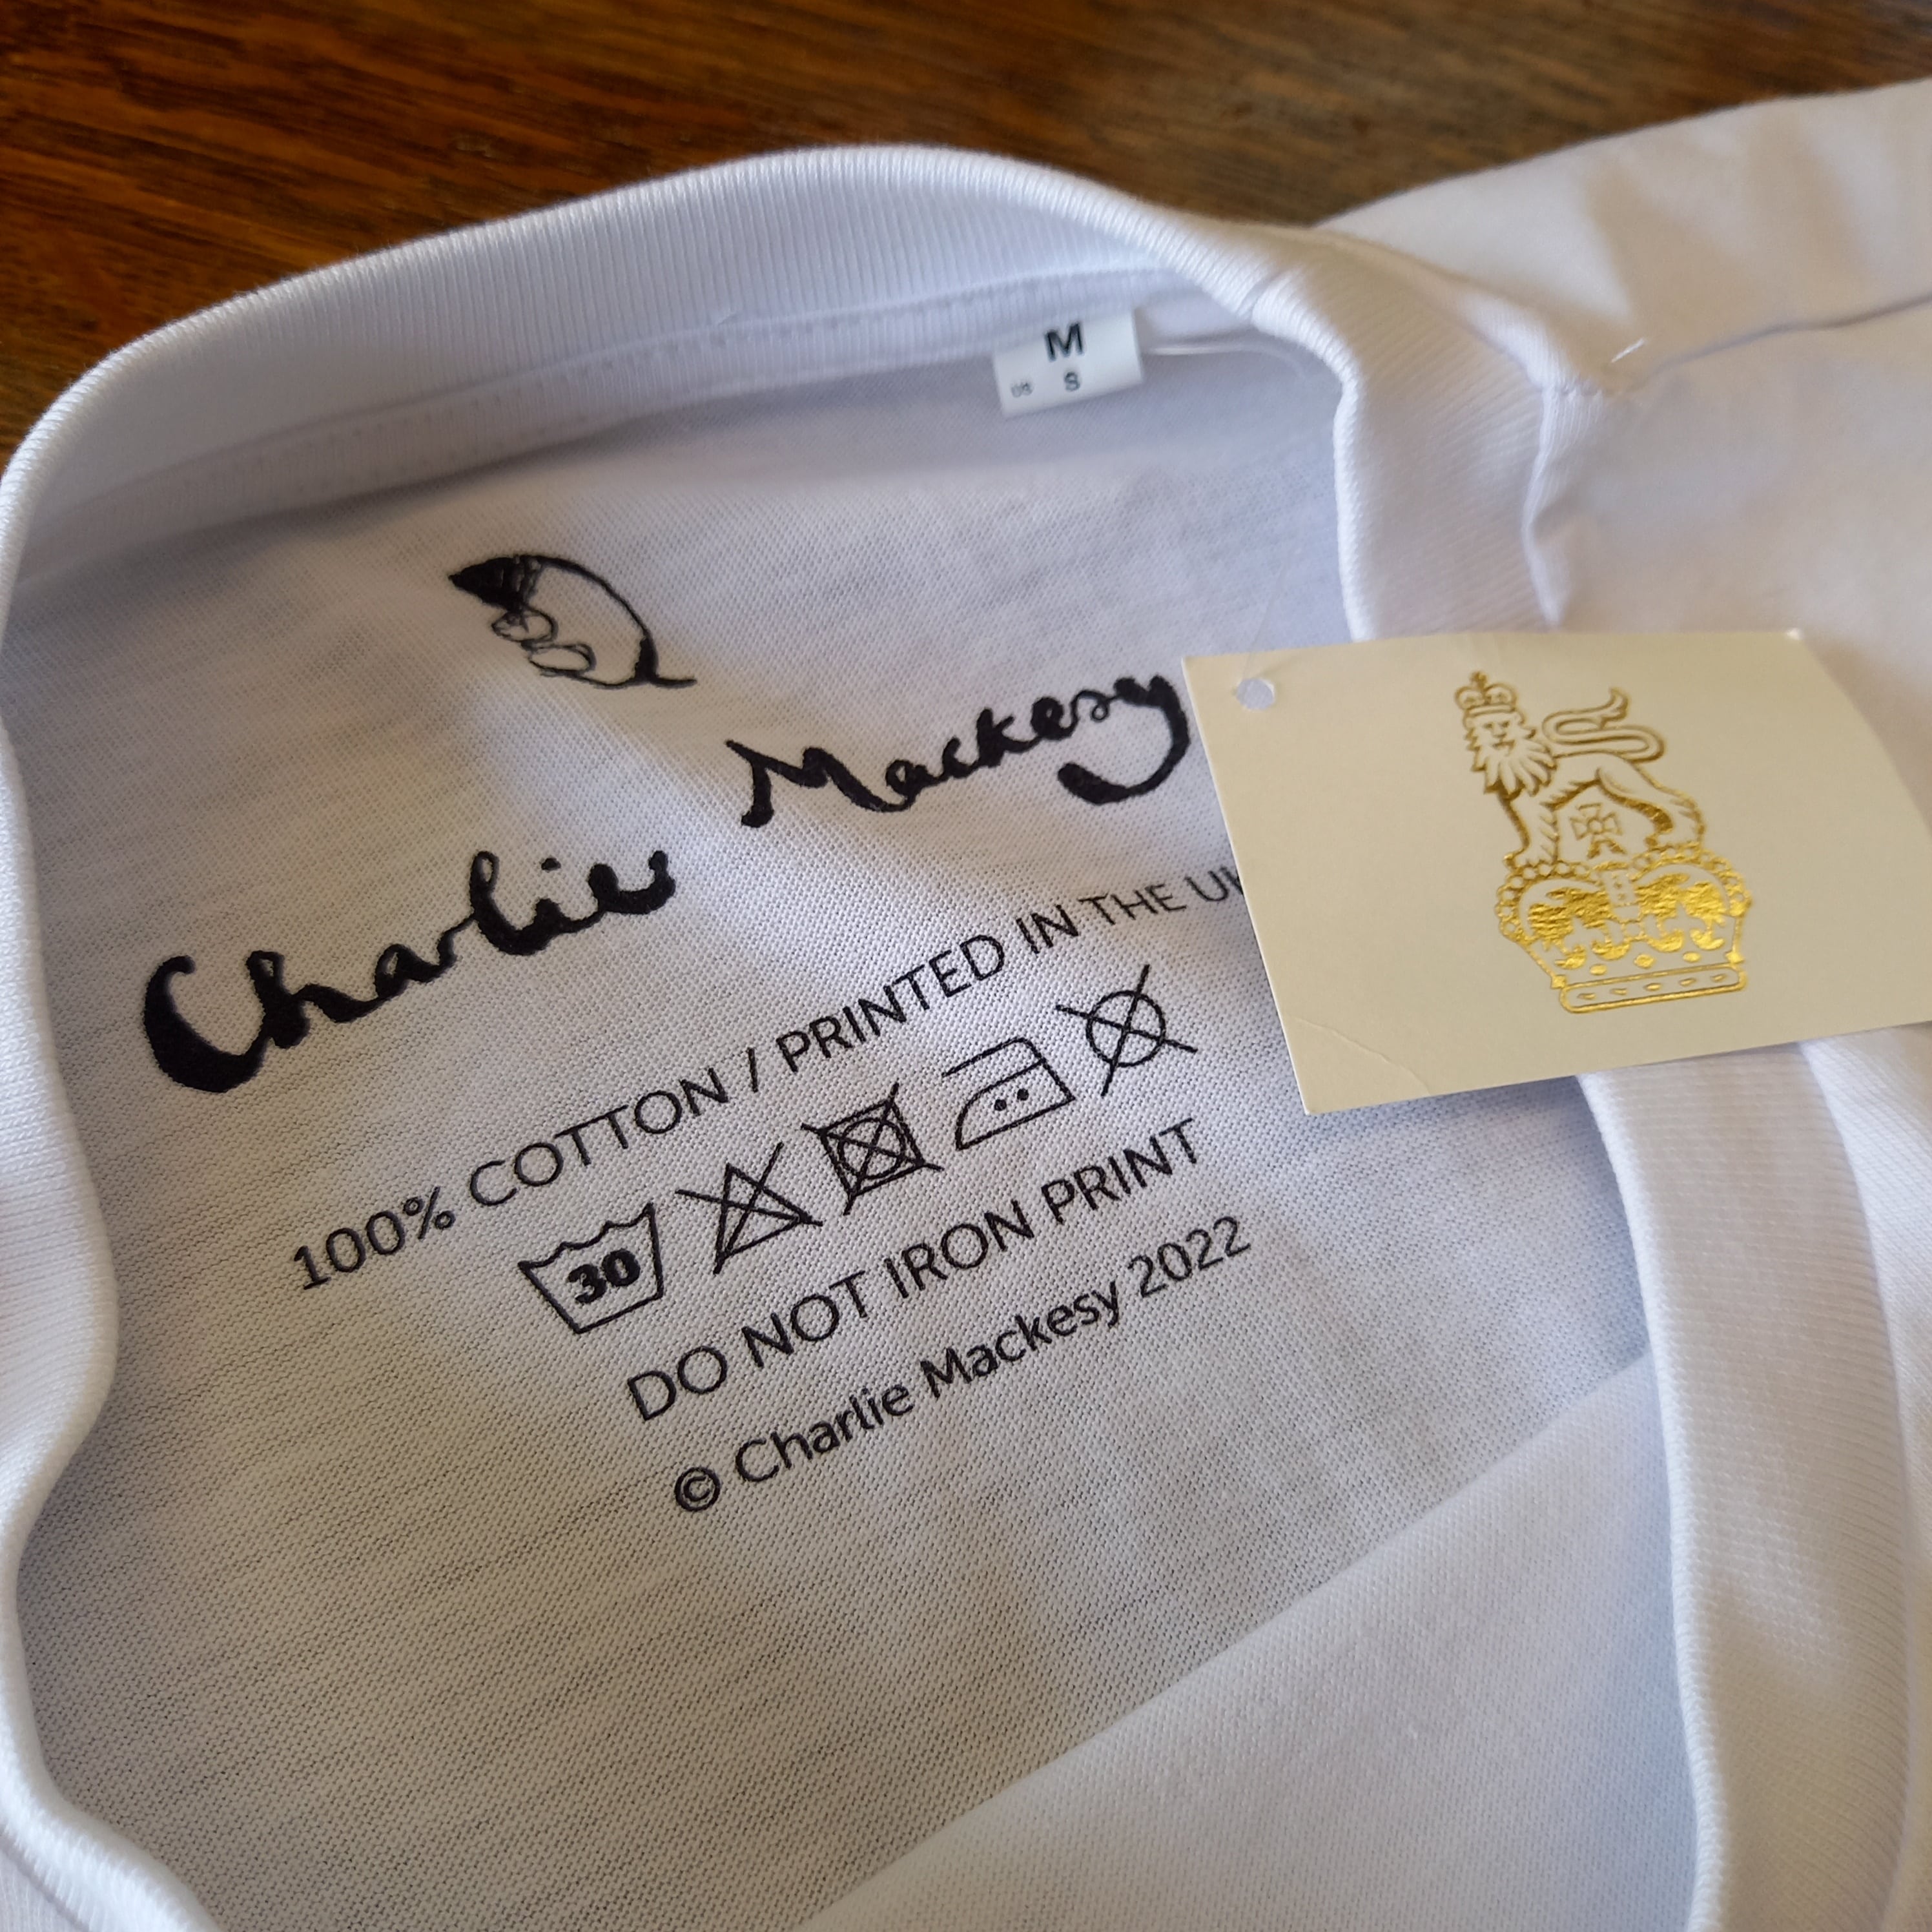 M
US S
Charlie Mackesy
100% COTTON / PRINTED IN THE
30
DO NOT IRON PRINT
© Charlie Mackesy 2022